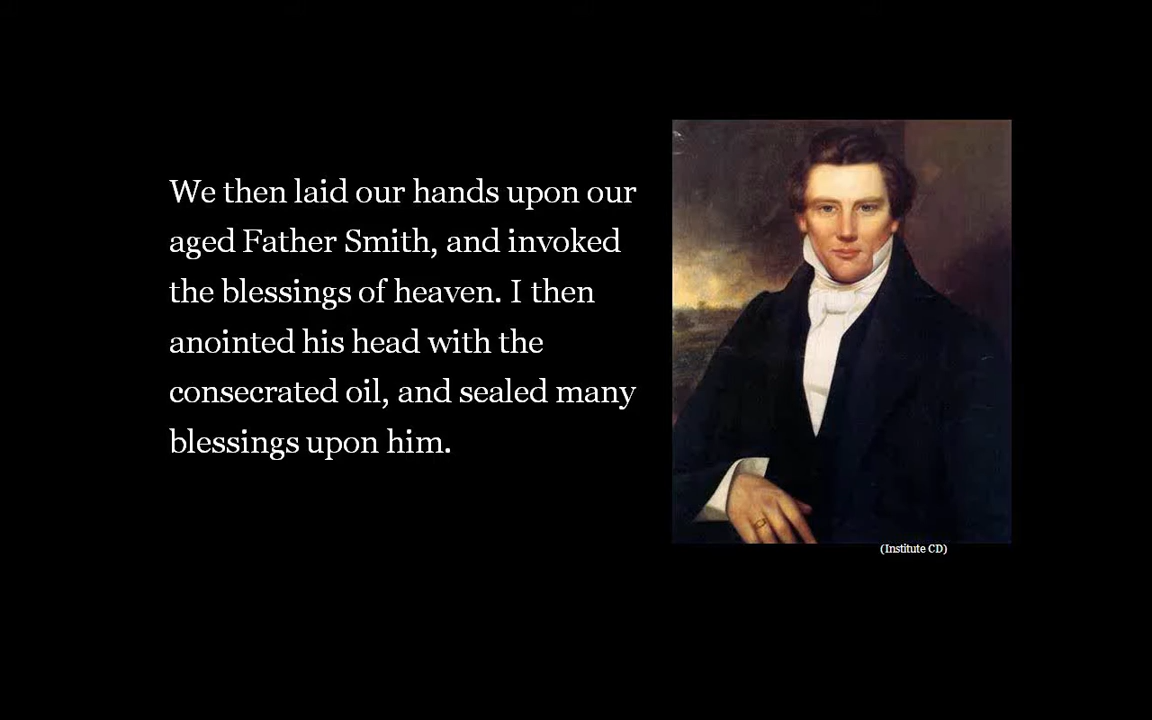 We then laid our hands upon our
aged Father Smith, and invoked
the blessings of heaven. I then
anointed his head with the
consecrated oil, and sealed many
blessings upon him.
(Institute CD)